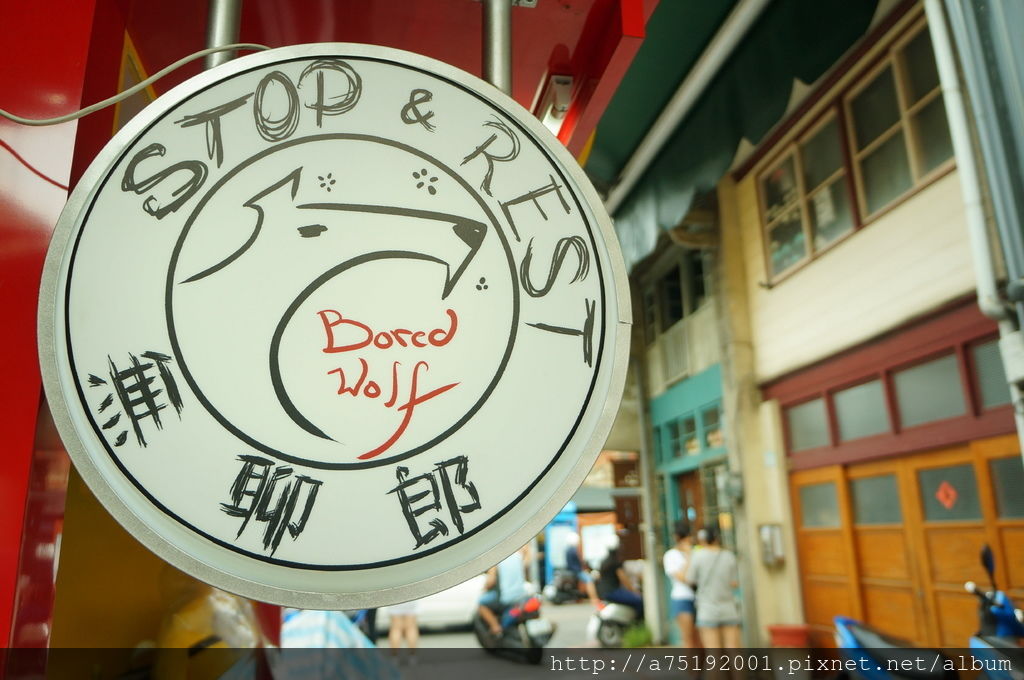 STOP & REST
Bored
Wolf
無聊郎
http://a75192001.pixnet.net/album